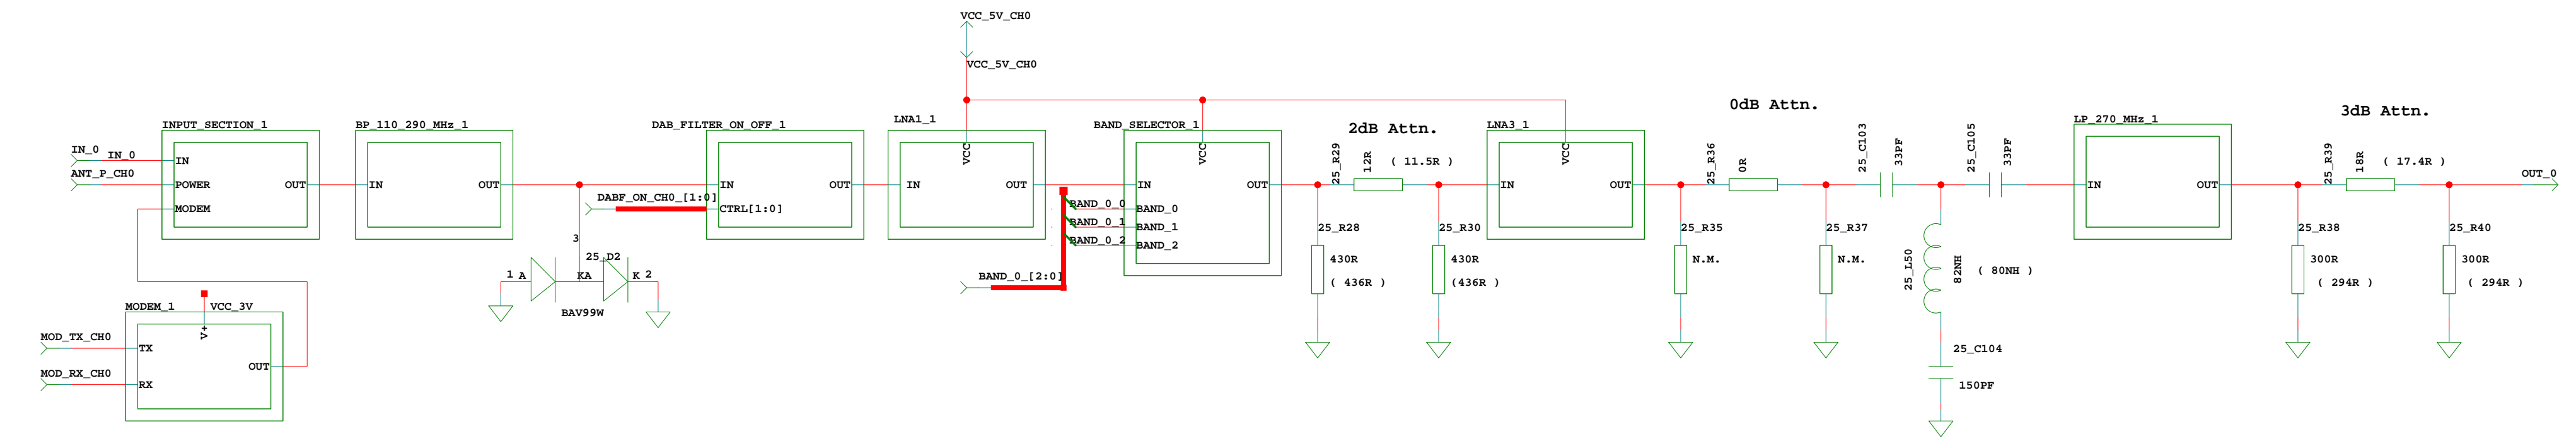 VCC_5V_CH0
VCC_5V_CH0
0dB Attn.
3dB Attn.
2dB Attn.
INPUT_SECTION_1
BP_110_290_MHz_1
DAB_FILTER_ON_OFF_1
LNA1_1
BAND_SELECTOR_1
LNA3_1
LP_270_MHz_1
IN_0
IN_0
ANT_P_CH0
IN
POWER
MODEM
OUT
IN
OUT
DABF_ON_CH0_[1:0]
IN
CTRL[1:0]
OUT
VCC
IN
OUT
BAND_0_0
BAND_0_1
BAND_0_2
BAND_0_[2:0]
VCC
IN
BAND_0
BAND_1
BAND_2
OUT
25_R29
12R
( 11.5R )
25_R28
430R
( 436R )
25_R30
430R
(436R )
VCC
IN
OUT
25_R36
0R
25_R35
N.M.
25_R37
N.M.
25_C103
33PF
25_C105
33PF
25_L50
82NH
( 80NH )
25_C104
150PF
IN
OUT
25_R39
18R
( 17.4R )
OUT_0
25_R38
300R
( 294R )
25_R40
300R
( 294R )
3
25_D2
1
A
KA
K
2
BAV99W
MODEM_1
VCC_3V
V+
MOD_TX_CH0
MOD_RX_CH0
TX
RX
OUT